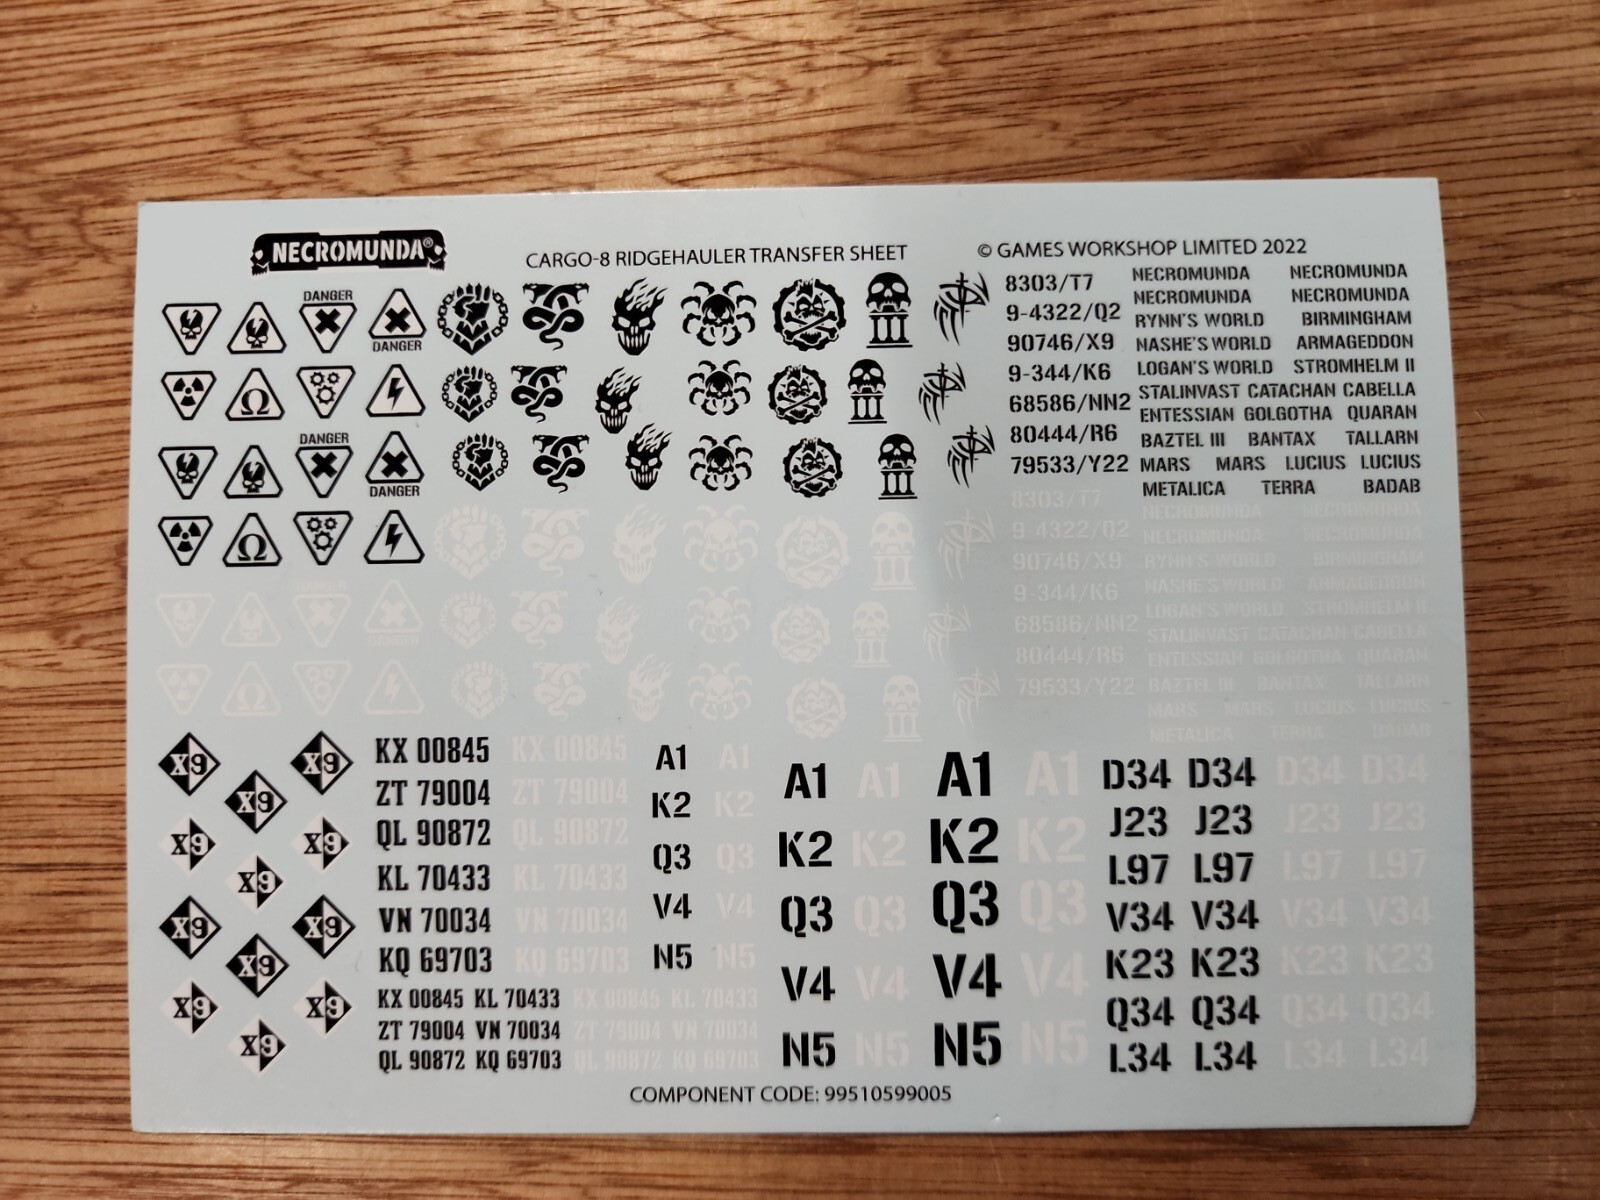 NECROMUNDA®
CARGO-8 RIDGEHAULER TRANSFER SHEET
© GAMES WORKSHOP LIMITED 2022
DANGER
DANGER
DANGER
DANGER
Ω
Ω
Ω
8303/T7
9-4322/Q2
90746/X9
9-344/K6
68586/NN2
80444/R6
79533/Y22
NECROMUNDA NECROMUNDA
NECROMUNDA NECROMUNDA
RYNN'S WORLD BIRMINGHAM
NASHE'S WORLD ARMAGEDDON
LOGAN'S WORLD STROMHELM II
STALINVAST CATACHAN CABELLA
ENTESSIAN GOLGOTHA QUARAN
BAZTEL III BANTAX TALLARN
MARS MARS LUCIUS LUCIUS
METALICA TERRA BADAB
8303/T7
9-4322/Q2
90746/X9
9-344/K6
68586/NN2
80444/R6
79533/Y22
NECROMUNDA NECROMUNDA
NECROMUNDA NECROMUNDA
RYNN'S WORLD BIRMINGHAM
NASHE'S WORLD ARMAGEDDON
LOGAN'S WORLD STROMHELM II
STALINVAST CATACHAN CABELLA
ENTESSIAN GOLGOTHA QUARAN
BAZTEL III BANTAX TALLARN
MARS MARS LUCIUS LUCIUS
METALICA TERRA BADAB
X9 X9
X9
X9 X9
X9
X9 X9
X9
X9 X9
X9
KX 00845 KX 00845
ZT 79004 ZT 79004
QL 90872 QL 90872
KL 70433 KL 70433
VN 70034 VN 70034
KQ 69703 KQ 69703
KX 00845 KL 70433 KX 00845 KL 70433
ZT 79004 VN 70034 ZT 79004 VN 70034
QL 90872 KQ 69703 QL 90872 KQ 69703
A1 A1
K2 K2
Q3 Q3
V4 V4
N5 N5
A1 A1
K2 K2
Q3 Q3
V4 V4
N5 N5
A1 A1
K2 K2
Q3 Q3
V4 V4
N5 N5
D34 D34 D34 D34
J23 J23 J23 J23
L97 L97 L97 L97
V34 V34 V34 V34
K23 K23 K23 K23
Q34 Q34 Q34 Q34
L34 L34 L34 L34
COMPONENT CODE: 99510599005